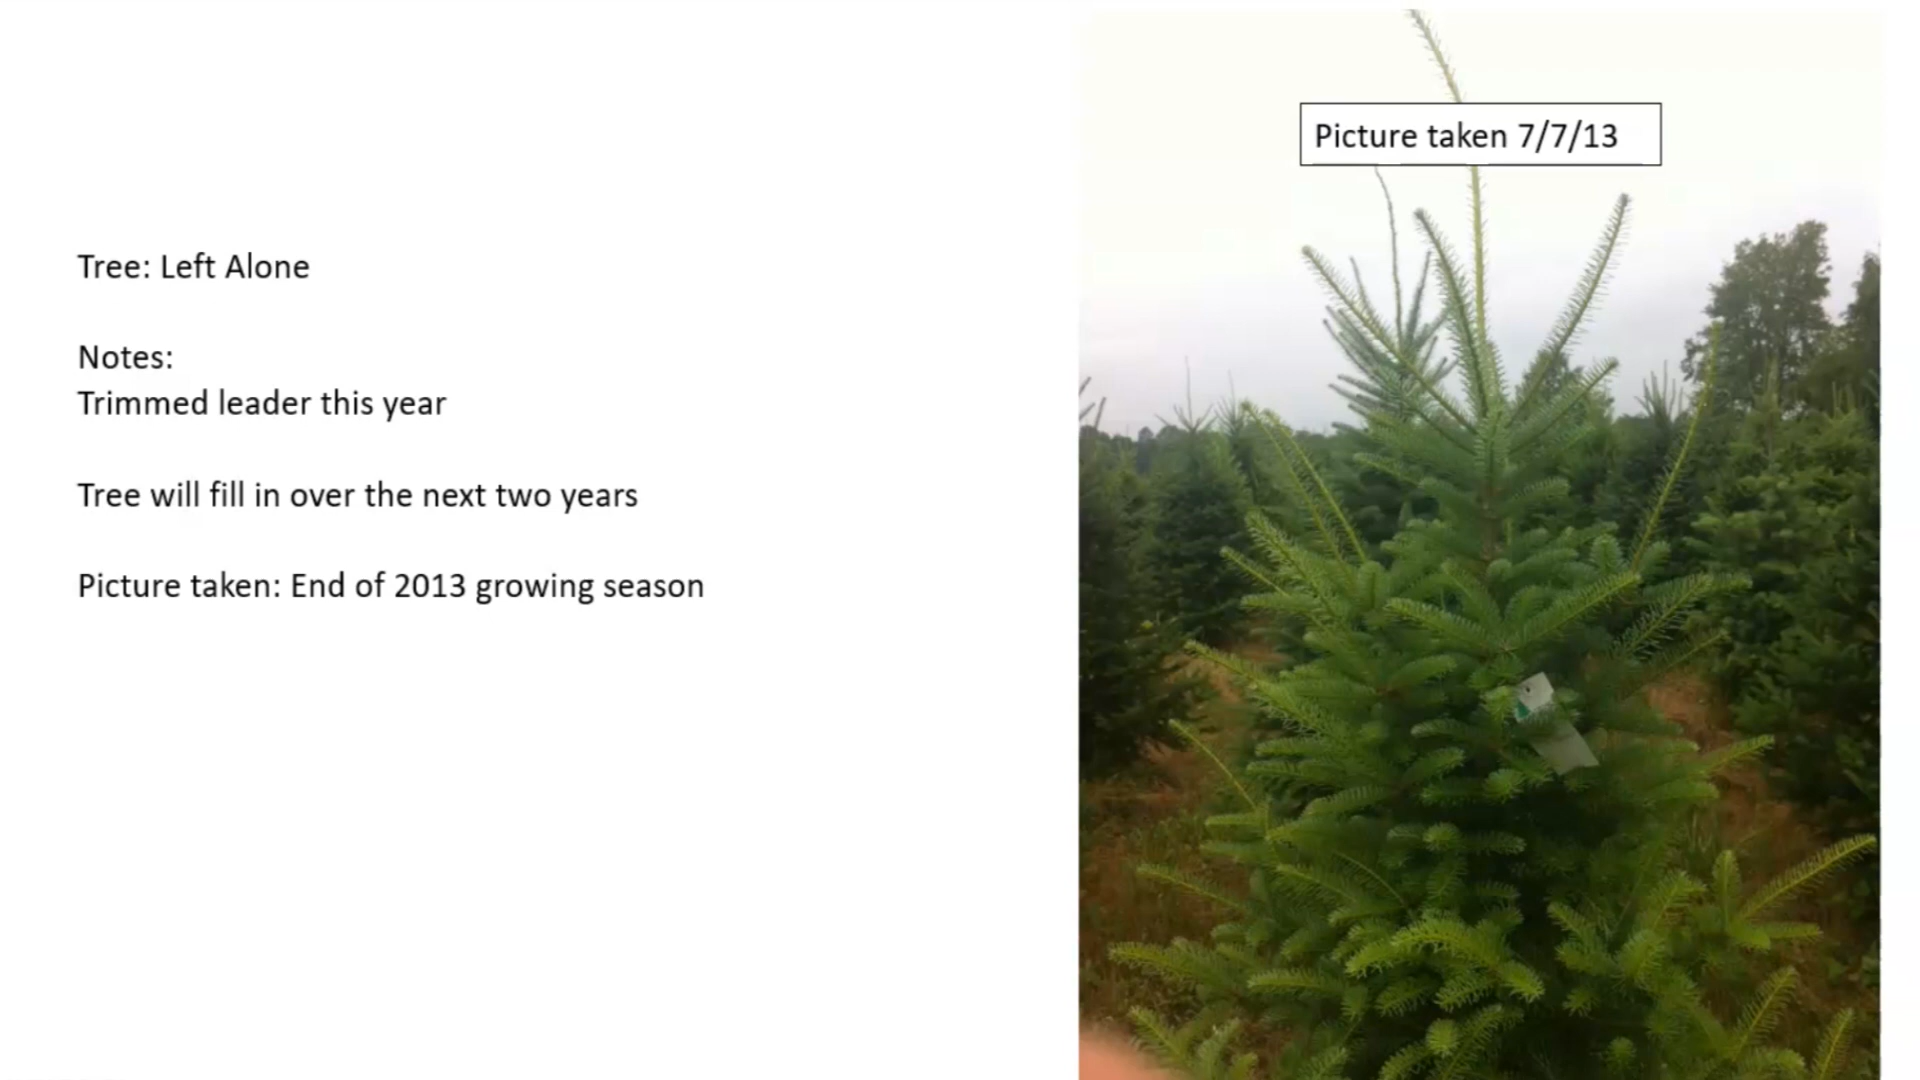 Tree: Left Alone
Notes:
Trimmed leader this year
Tree will fill in over the next two years
Picture taken: End of 2013 growing season
Picture taken 7/7/13